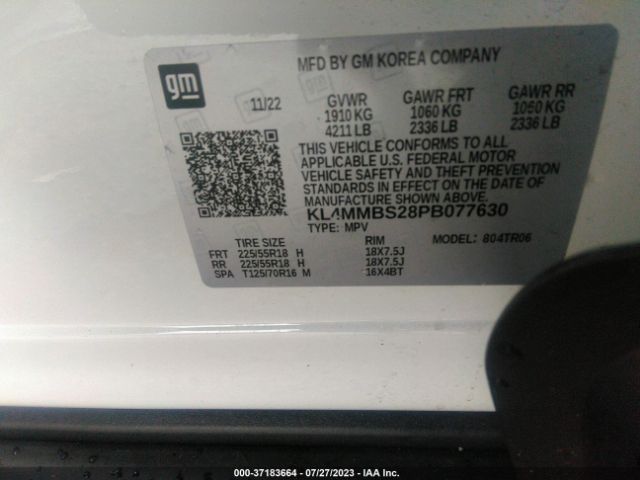 MFD BY GM KOREA COMPANY
gm
11/22 GVWR GAWR FRT GAWR RR
1910 KG 1060 KG 1060 KG
4211 LB 2336 LB 2336 LB
THIS VEHICLE CONFORMS TO ALL
APPLICABLE U.S. FEDERAL MOTOR
VEHICLE SAFETY AND THEFT PREVENTION
STANDARDS IN EFFECT ON THE DATE
OF MANUFACTURE SHOWN ABOVE.
KL4MMBS28PB077630
TYPE: MPV MODEL: 804TR06
TIRE SIZE RIM
FRT 225/55R18 H 18X7.5J
RR 225/55R18 H 18X7.5J
SPA T125/70R16 M 16X4BT
000-37183664 - 07/27/2023 - IAA Inc.